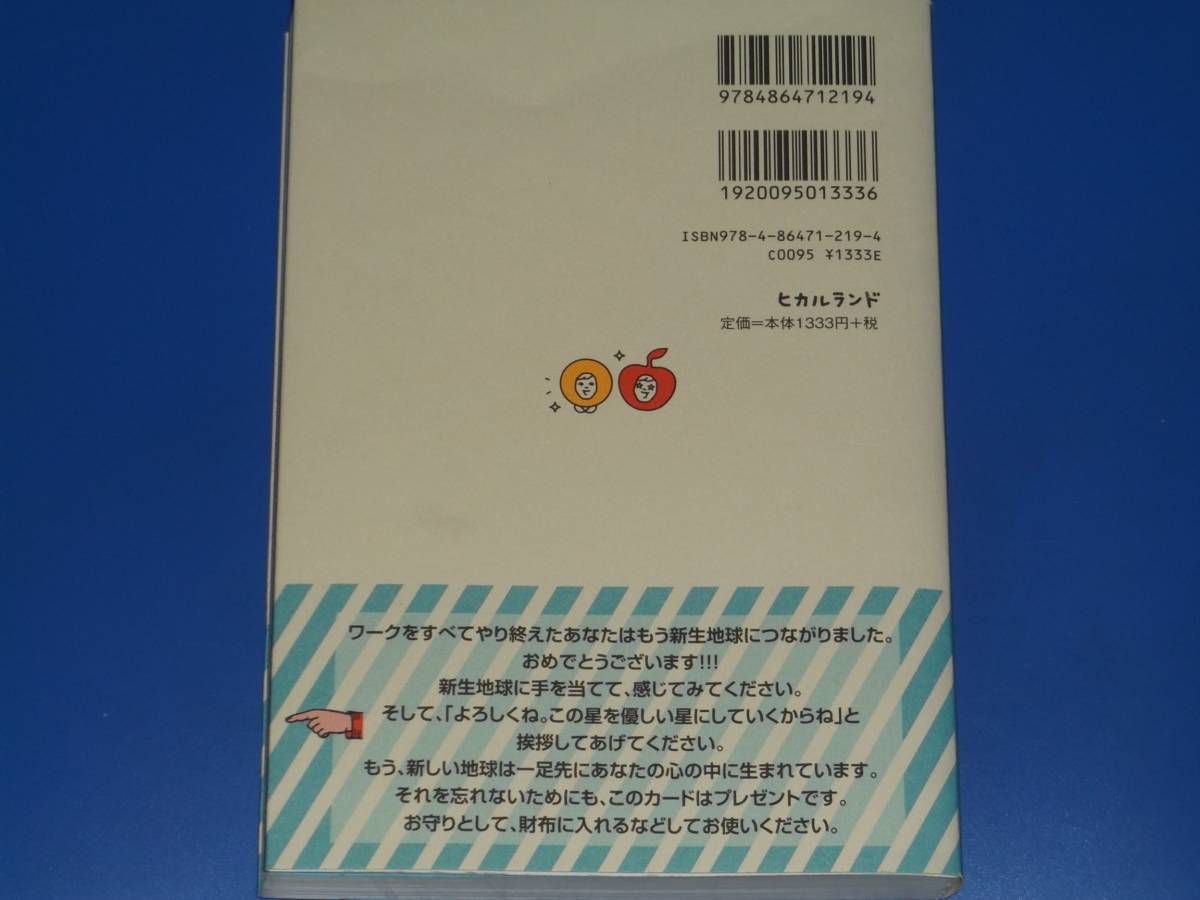 9784864712194
1920095013336
ISBN978-4-86471-219-4
C0095 ¥1333E
ヒカルランド
定価=本体1333円+税
ワークをすべてやり終えたあなたはもう新生地球につながりました。
おめでとうございます!!!
新生地球に手を当てて、感じてみてください。
そして、「よろしくね。この星を優しい星にしていくからね」と
挨拶してあげてください。
もう、新しい地球は一足先にあなたの心の中に生まれています。
それを忘れないためにも、このカードはプレゼントです。
お守りとして、財布に入れるなどしてお使いください。